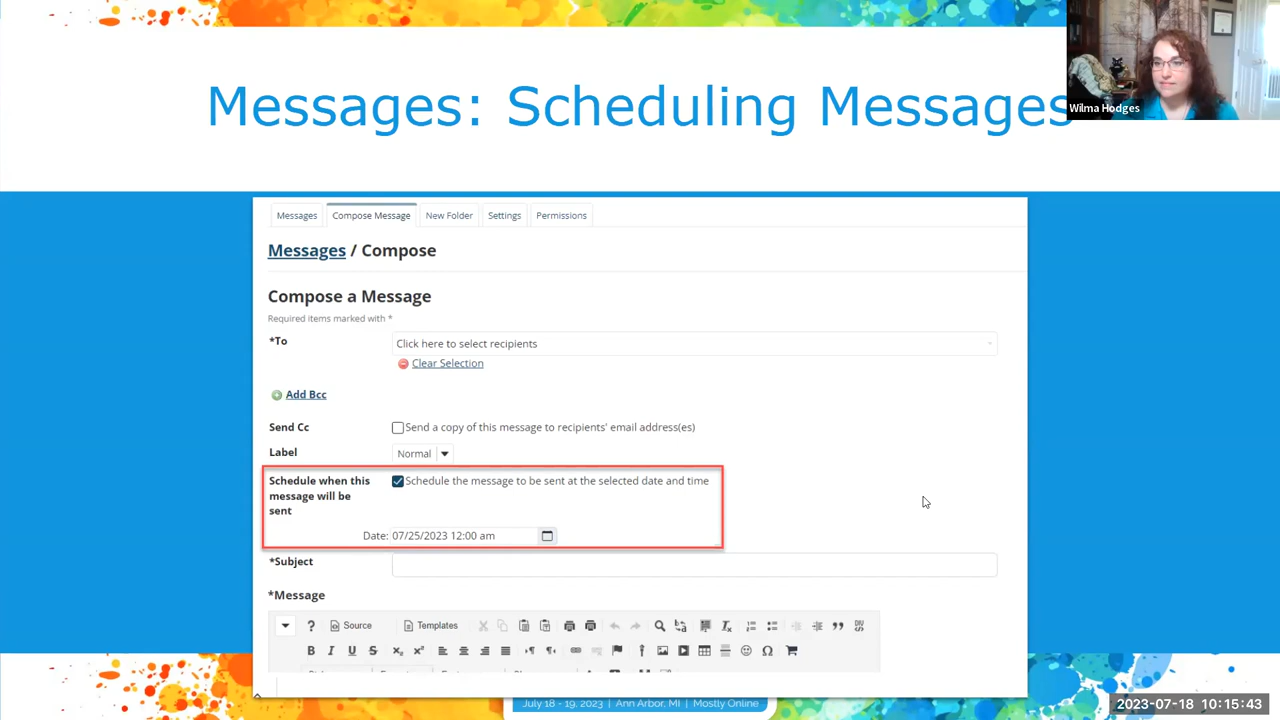 Messages: Scheduling Messages
Wilma Hodges
Messages Compose Message New Folder Settings Permissions
Messages / Compose
Compose a Message
Required items marked with *
*To Click here to select recipients
Clear Selection
Add Bcc
Send Cc Send a copy of this message to recipients' email address(es)
Label Normal
Schedule when this Schedule the message to be sent at the selected date and time
message will be
sent
Date: 07/25/2023 12:00 am
*Subject
*Message
? Source Templates
B I U S
July 18 - 19, 2023 | Ann Arbor, MI | Mostly Online
2023-07-18 10:15:43